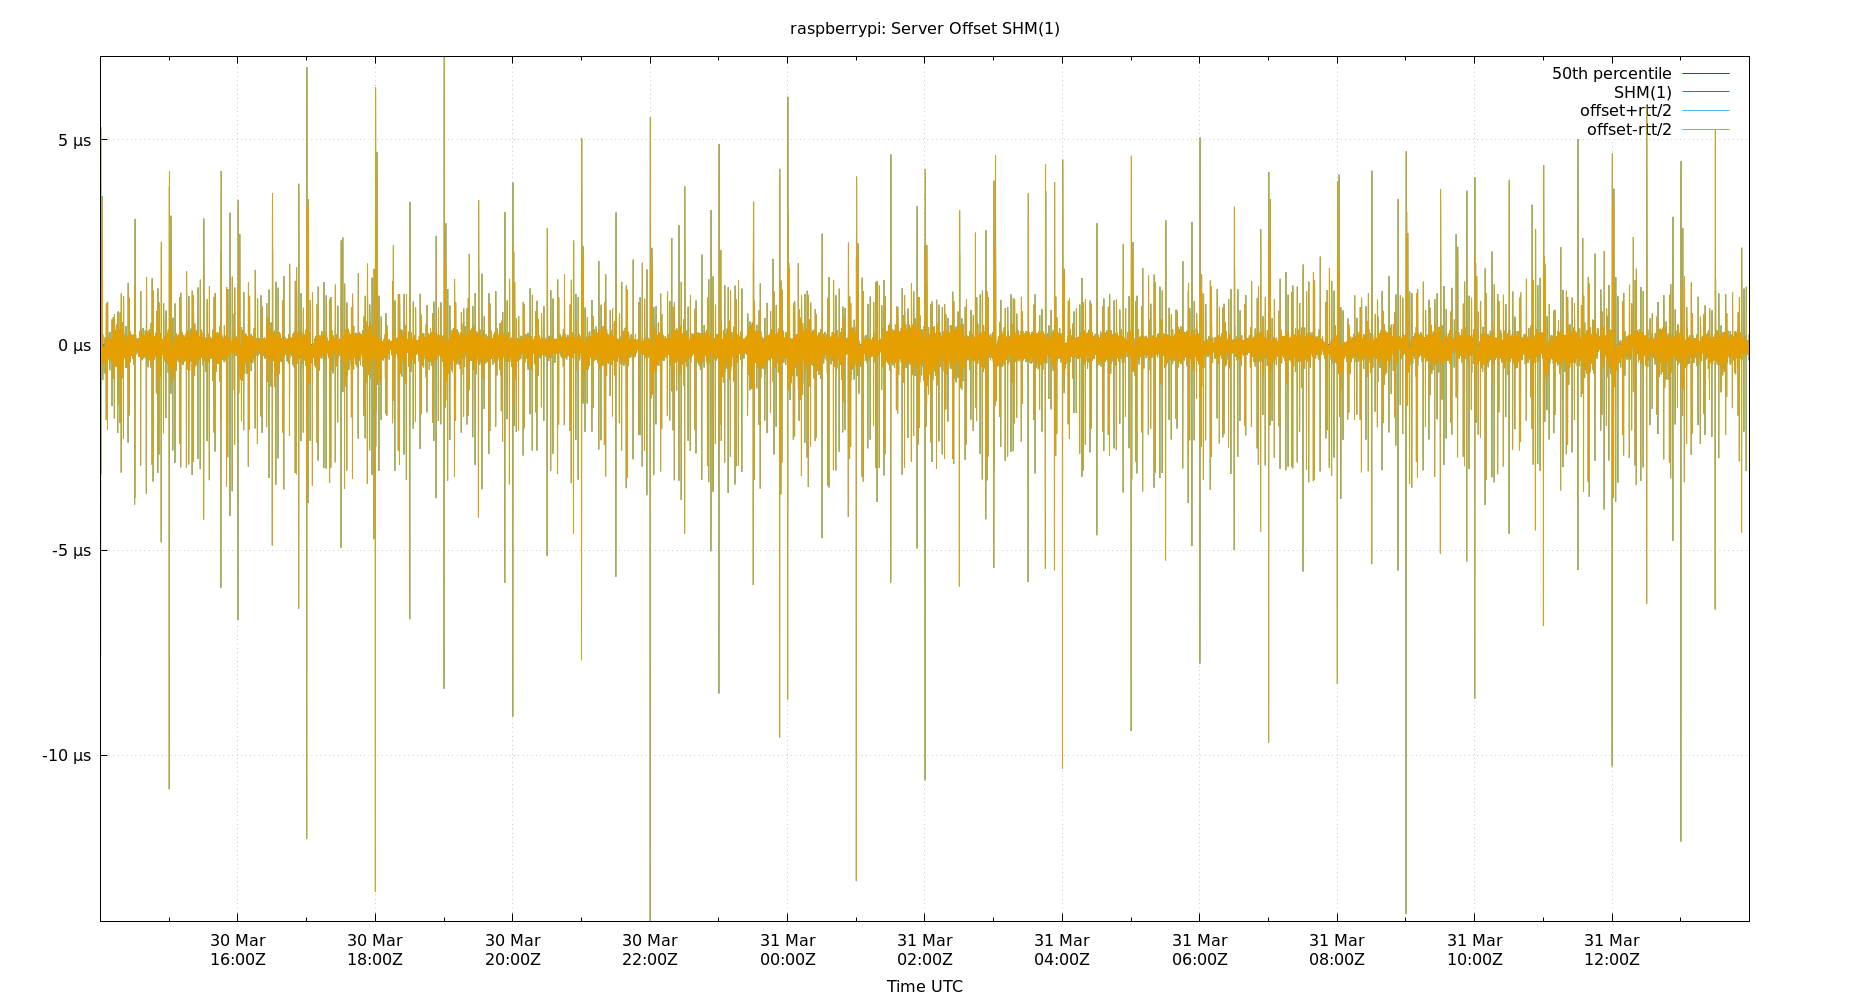 raspberrypi: Server Offset SHM(1)
50th percentile
SHM(1)
offset+rtt/2
offset-rtt/2
5 µs
0 µs
-5 µs
-10 µs
30 Mar 30 Mar 30 Mar 30 Mar 31 Mar 31 Mar 31 Mar 31 Mar 31 Mar 31 Mar 31 Mar
16:00Z 18:00Z 20:00Z 22:00Z 00:00Z 02:00Z 04:00Z 06:00Z 08:00Z 10:00Z 12:00Z
Time UTC